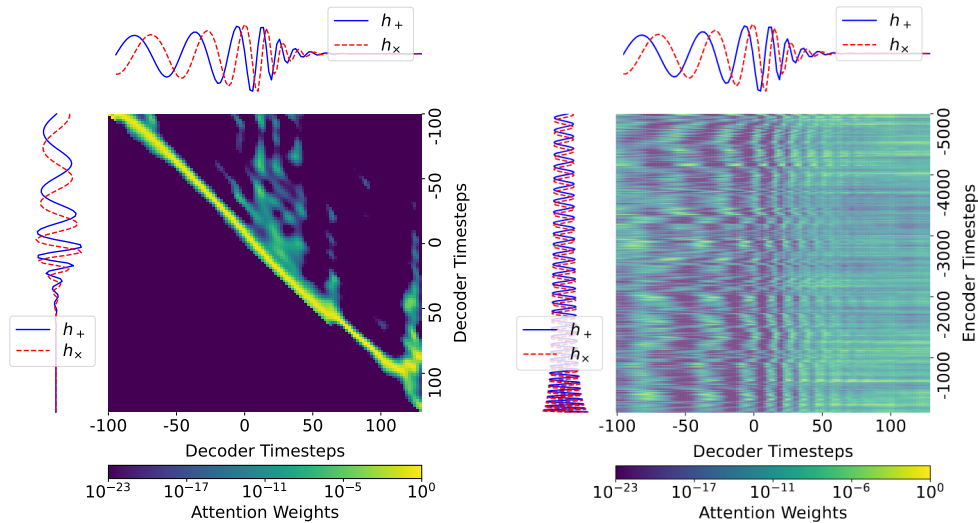 h₊
h×
h₊
h×
-100
-50
0
50
100
Decoder Timesteps
h₊
h×
-100 -50 0 50 100
Decoder Timesteps
10⁻²³ 10⁻¹⁷ 10⁻¹¹ 10⁻⁵ 10⁰
Attention Weights
h₊
h×
-5000
-4000
-3000
-2000
-1000
Encoder Timesteps
h₊
h×
-100 -50 0 50 100
Decoder Timesteps
10⁻²³ 10⁻¹⁷ 10⁻¹¹ 10⁻⁶ 10⁰
Attention Weights